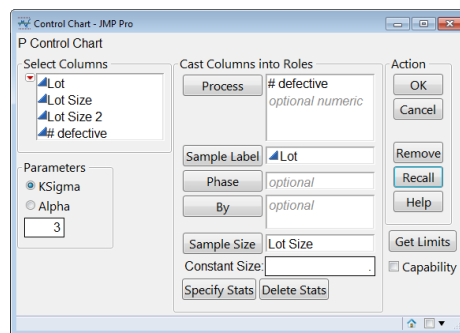 Control Chart - JMP Pro
P Control Chart
Select Columns
Lot
Lot Size
Lot Size 2
# defective
Parameters
KSigma
Alpha
3
Cast Columns into Roles
Process
# defective
optional numeric
Sample Label
Lot
Phase
optional
By
optional
Sample Size
Lot Size
Constant Size:
.
Specify Stats
Delete Stats
Action
OK
Cancel
Remove
Recall
Help
Get Limits
Capability